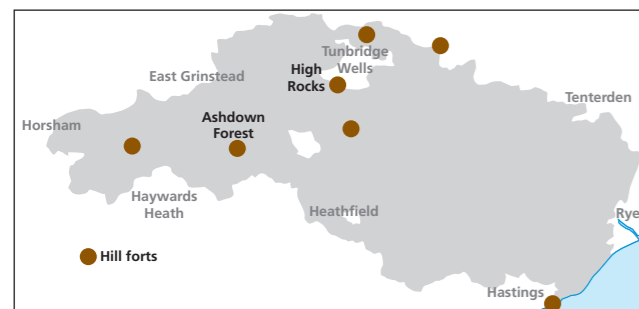 Tunbridge
Wells
High
Rocks
East Grinstead
Tenterden
Ashdown
Forest
Horsham
Haywards
Heath
Heathfield
Rye
Hill forts
Hastings